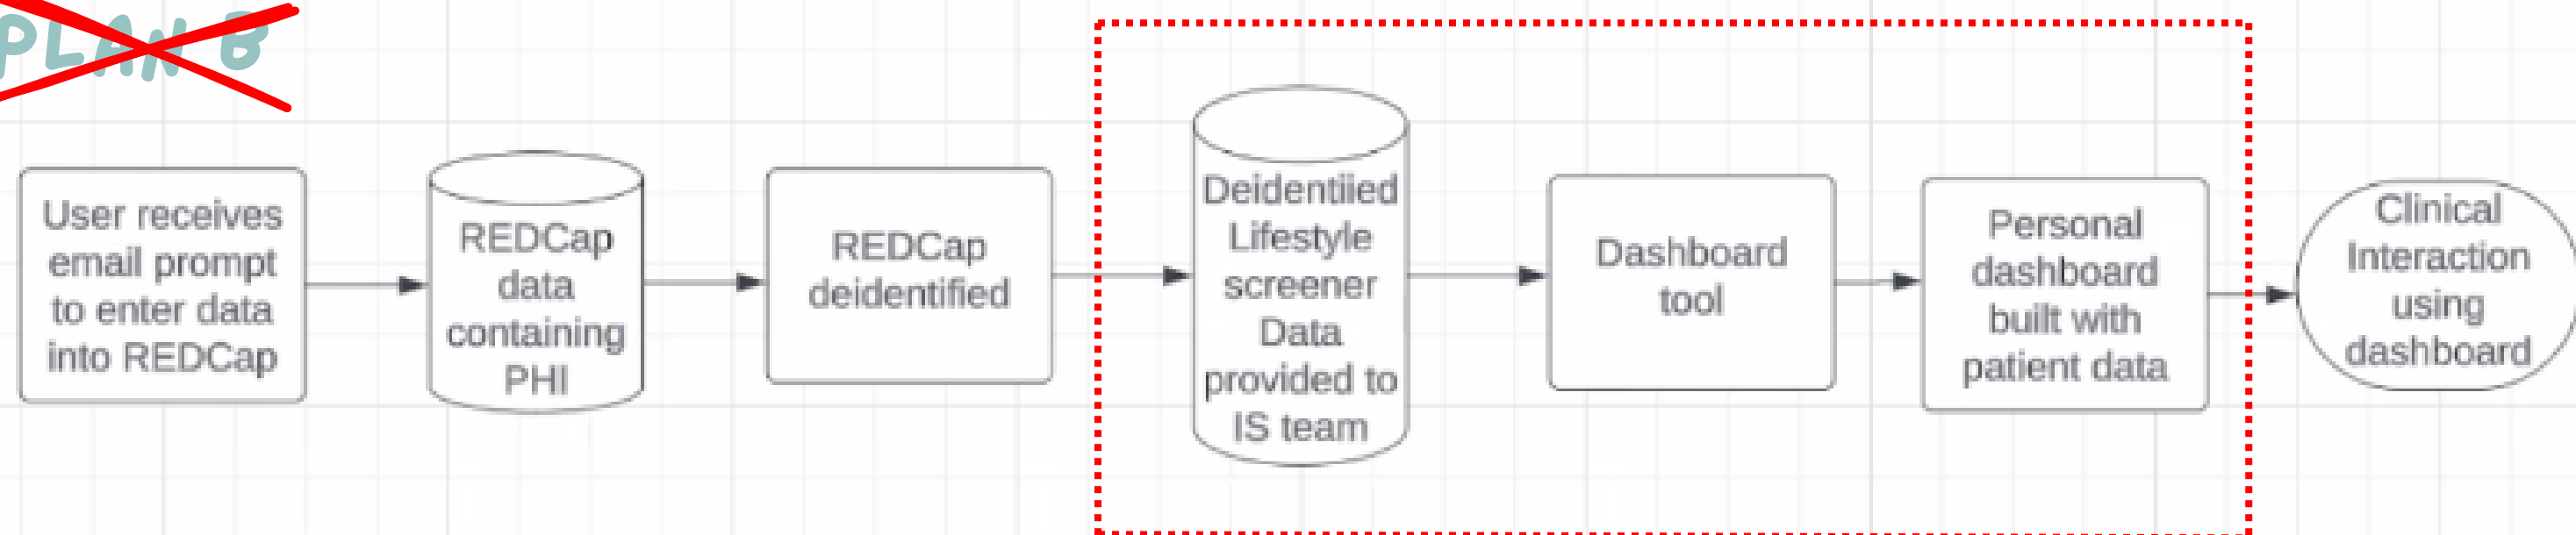 PLAN B
User receives
email prompt
to enter data
into REDCap
REDCap
data
containing
PHI
REDCap
deidentified
Deidentiied
Lifestyle
screener
Data
provided to
IS team
Dashboard
tool
Personal
dashboard
built with
patient data
Clinical
Interaction
using
dashboard